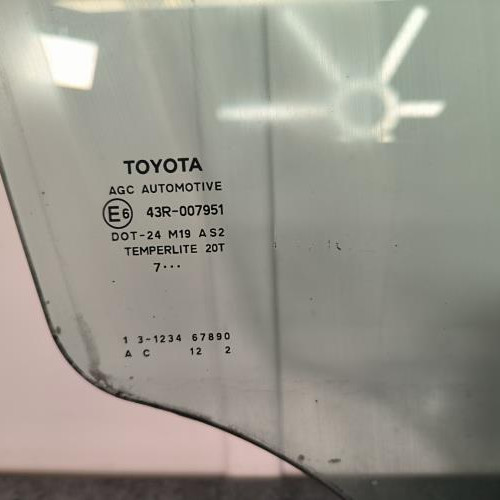 TOYOTA
AGC AUTOMOTIVE
E6 43R-007951
DOT-24 M19 AS2
TEMPERLITE 20T
7...
1 3-1234 67890
A C 12 2